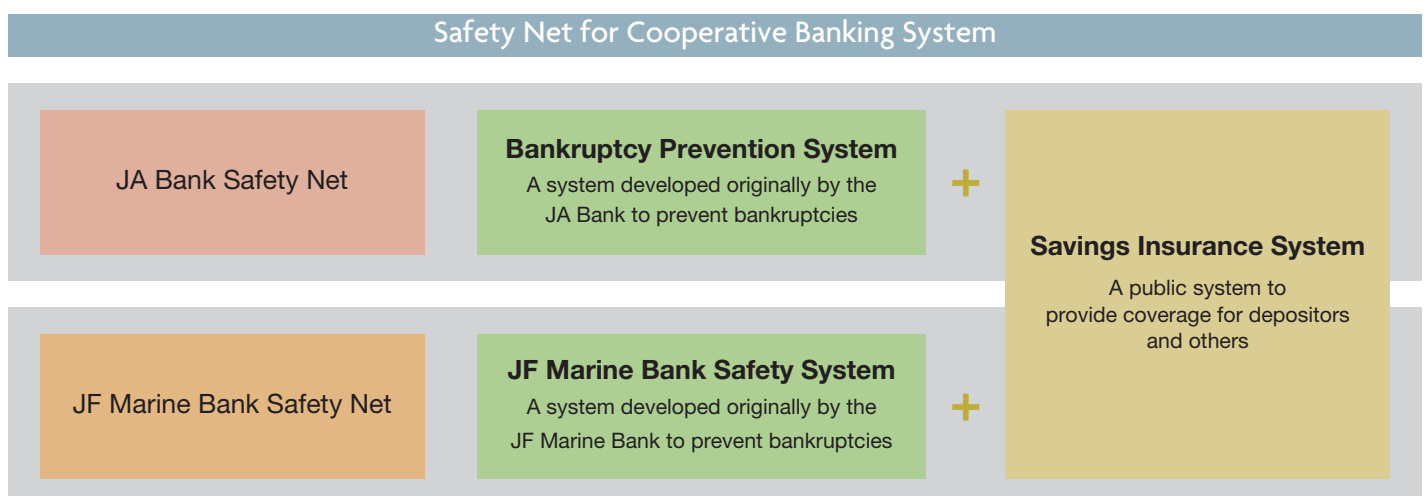 Safety Net for Cooperative Banking System
JA Bank Safety Net
Bankruptcy Prevention System
A system developed originally by the
JA Bank to prevent bankruptcies
+
Savings Insurance System
A public system to
provide coverage for depositors
and others
JF Marine Bank Safety Net
JF Marine Bank Safety System
A system developed originally by the
JF Marine Bank to prevent bankruptcies
+